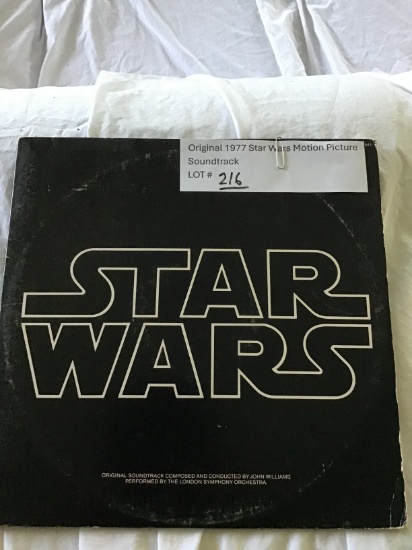 Original 1977 Star Wars Motion Picture
Soundtrack
LOT # 216
STAR
WARS
ORIGINAL SOUNDTRACK COMPOSED AND CONDUCTED BY JOHN WILLIAMS
PERFORMED BY THE LONDON SYMPHONY ORCHESTRA